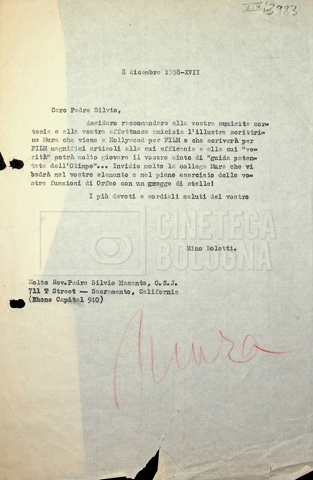 XIV/3983
8 dicembre 1938-XVII
Caro Padre Silvio,
desidero raccomandare alla vostra squisita cor-
tesia e alla vostra affettuosa amicizia l'illustre scrittri-
ce Mura che viene a Hollywood per FILM e che scriverà per
FILM magnifici articoli alla cui efficacia e alla cui "ve-
rità" potrà molto giovare il vostro aiuto di "guida paten-
tata dell'Olimpo"... Invidio molto la collega Mura che vi
vedrà nel vostro elemento e nel pieno esercizio delle vo-
stre funzioni di Orfeo con un gregge di stelle!
I più devoti e cordiali saluti del vostro
Mino Doletti.
Molto Rev.Padre Silvio Masante, O.S.J.
711 T Street -- Sacramento, California
(Phone Capital 940)
Mura
CINETECA
BOLOGNA